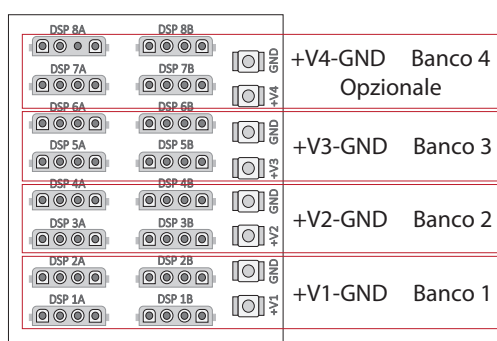 DSP 8A DSP 8B
GND
+V4-GND Banco 4
Opzionale
DSP 7A DSP 7B
+V4
DSP 6A DSP 6B
GND
+V3-GND Banco 3
DSP 5A DSP 5B
+V3
DSP 4A DSP 4B
GND
+V2-GND Banco 2
DSP 3A DSP 3B
+V2
DSP 2A DSP 2B
GND
+V1-GND Banco 1
DSP 1A DSP 1B
+V1